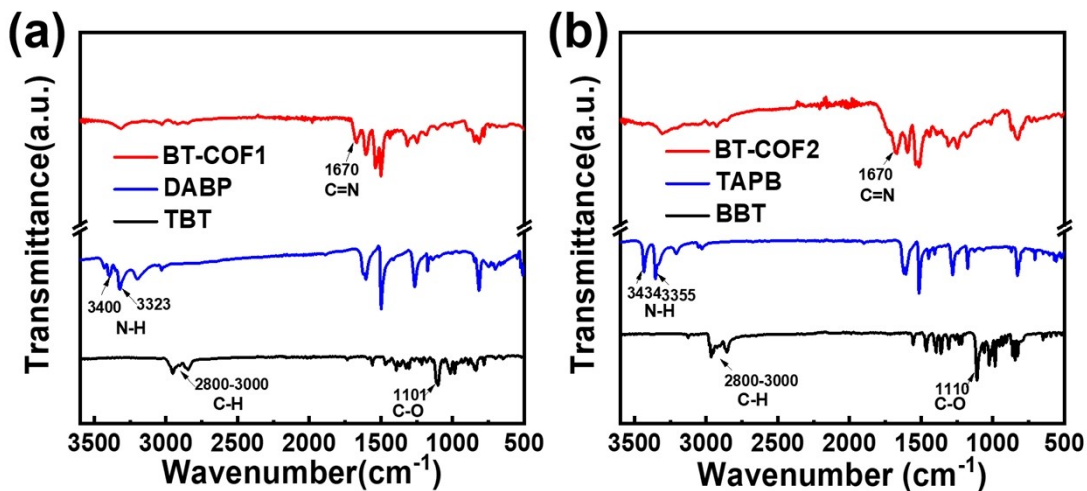 (a)
Transmittance(a.u.)
BT-COF1
DABP
TBT
1670
C=N
3400
3323
N-H
2800-3000
C-H
1101
C-O
3500 3000 2500 2000 1500 1000 500
Wavenumber(cm⁻¹)
(b)
Transmittance(a.u.)
BT-COF2
TAPB
BBT
1670
C=N
3434
3355
N-H
2800-3000
C-H
1110
C-O
3500 3000 2500 2000 1500 1000 500
Wavenumber (cm⁻¹)